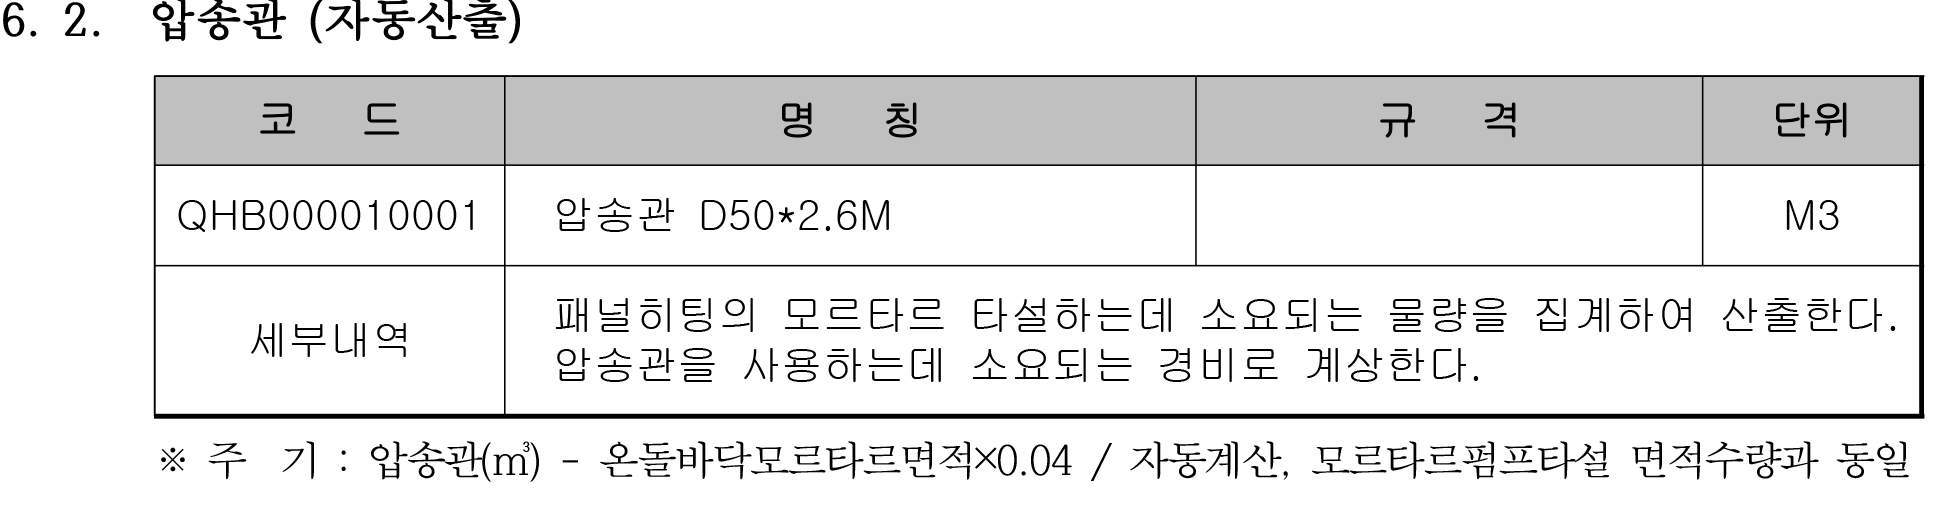 6. 2. 압송관 (자동산출)
코 드 명 칭 규 격 단위
QHB000010001 압송관 D50*2.6M M3
세부내역
패널히팅의 모르타르 타설하는데 소요되는 물량을 집계하여 산출한다.
압송관을 사용하는데 소요되는 경비로 계상한다.
※ 주 기 : 압송관(㎥) - 온돌바닥모르타르면적×0.04 / 자동계산, 모르타르펌프타설 면적수량과 동일